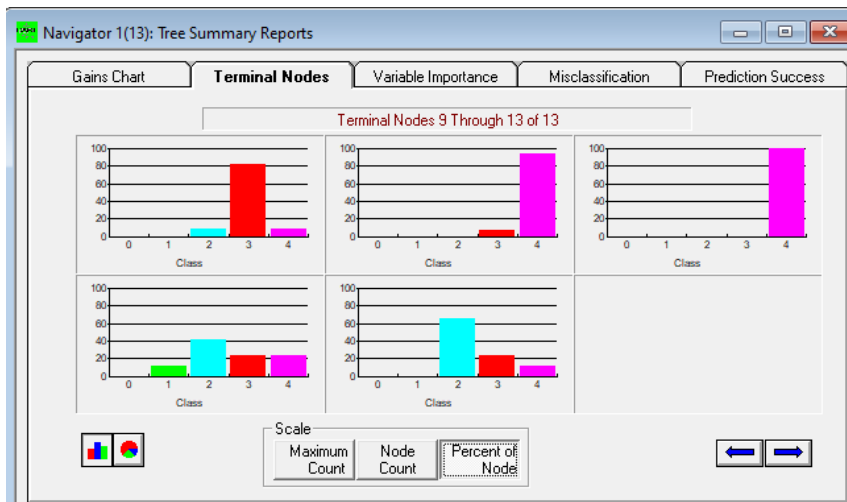 Navigator 1(13): Tree Summary Reports
Gains Chart Terminal Nodes Variable Importance Misclassification Prediction Success
Terminal Nodes 9 Through 13 of 13
100 100 100
80 80 80
60 60 60
40 40 40
20 20 20
0 0 0
0 1 2 3 4 0 1 2 3 4 0 1 2 3 4
Class Class Class
100 100
80 80
60 60
40 40
20 20
0 0
0 1 2 3 4 0 1 2 3 4
Class Class
Scale
Maximum Count Node Count Percent of Node